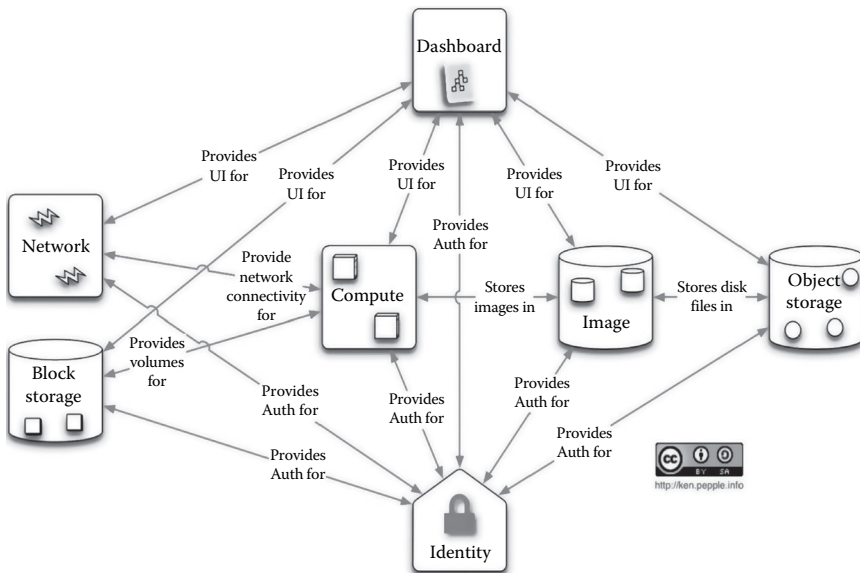 Dashboard
Provides
UI for
Provides
UI for
Provides
UI for
Provides
UI for
Provides
UI for
Provides
Auth for
Network
Provide
network
connectivity
for
Compute
Stores
images in
Image
Stores disk
files in
Object
storage
Provides
volumes
for
Block
storage
Provides
Auth for
Provides
Auth for
Provides
Auth for
Provides
Auth for
Provides
Auth for
Identity
cc
BY SA
http://ken.pepple.info